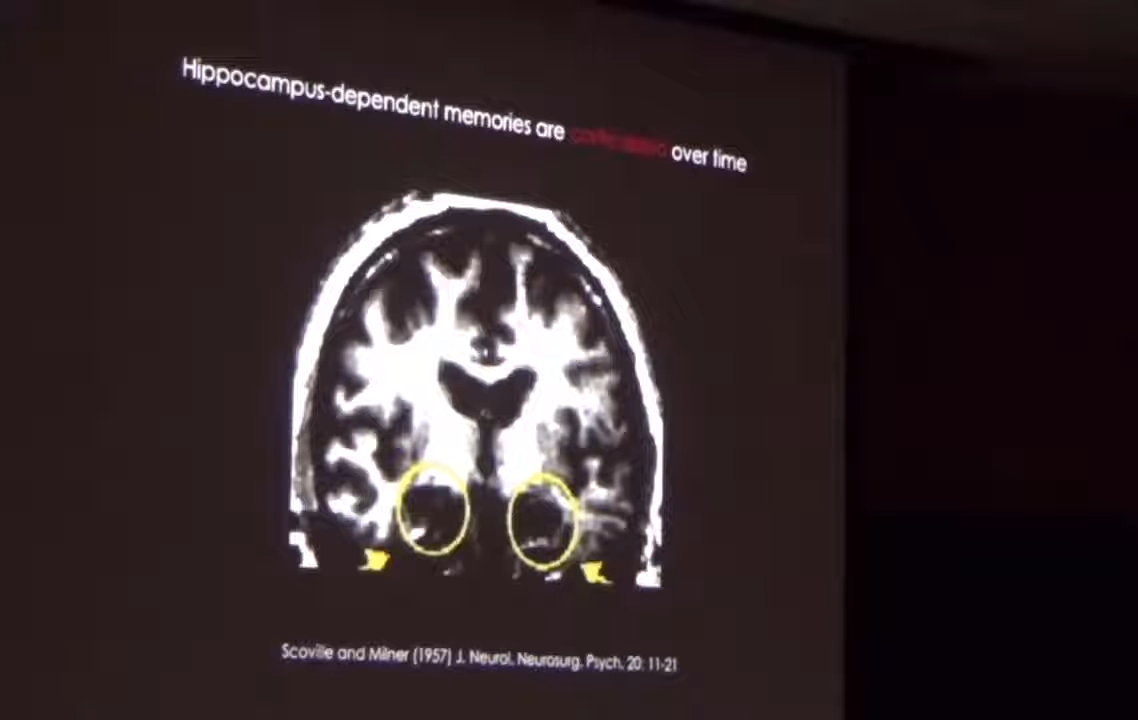 Hippocampus-dependent memories are over time
Scoville and Milner (1957) J. Neurol. Neurosurg. Psych. 20: 11-21